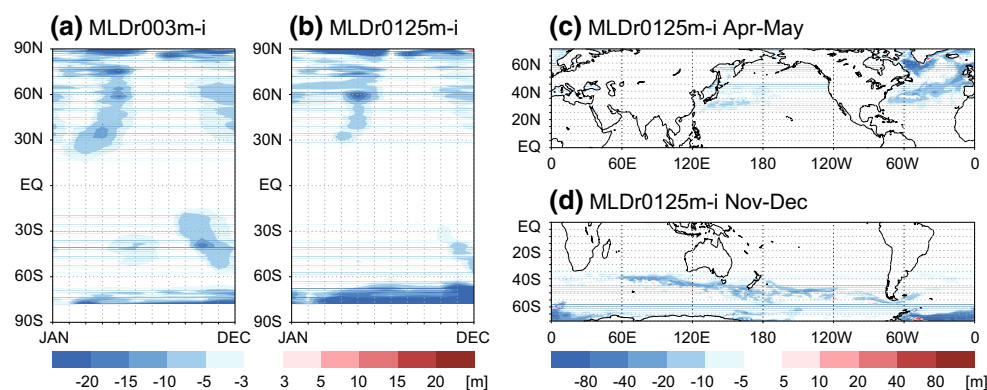 (a) MLDr003m-i
90N
60N
30N
EQ
30S
60S
90S
JAN DEC
(b) MLDr0125m-i
90N
60N
30N
EQ
30S
60S
90S
JAN DEC
-20 -15 -10 -5 -3 3 5 10 15 20 [m]
(c) MLDr0125m-i Apr-May
60N
40N
20N
EQ
0 60E 120E 180 120W 60W 0
(d) MLDr0125m-i Nov-Dec
EQ
20S
40S
60S
0 60E 120E 180 120W 60W 0
-80 -40 -20 -10 -5 5 10 20 40 80 [m]